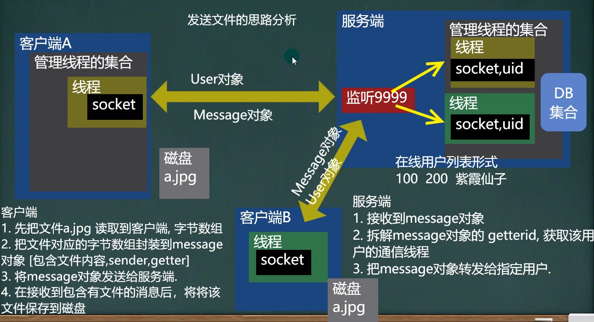 发送文件的思路分析
客户端A
管理线程的集合
线程
socket
User对象
Message对象
服务端
管理线程的集合
线程
socket,uid
监听9999
线程
socket,uid
DB
集合
在线用户列表形式
100 200 紫霞仙子
磁盘
a.jpg
Message对象
User对象
客户端
1. 先把文件a.jpg 读取到客户端, 字节数组
2. 把文件对应的字节数组封装到message
对象 [包含文件内容,sender,getter]
3. 将message对象发送给服务端.
4. 在接收到包含有文件的消息后，将将该
文件保存到磁盘
客户端B
线程
socket
磁盘
a.jpg
服务端
1. 接收到message对象
2. 拆解message对象的 getterid, 获取该用
户的通信线程
3. 把message对象转发给指定用户.